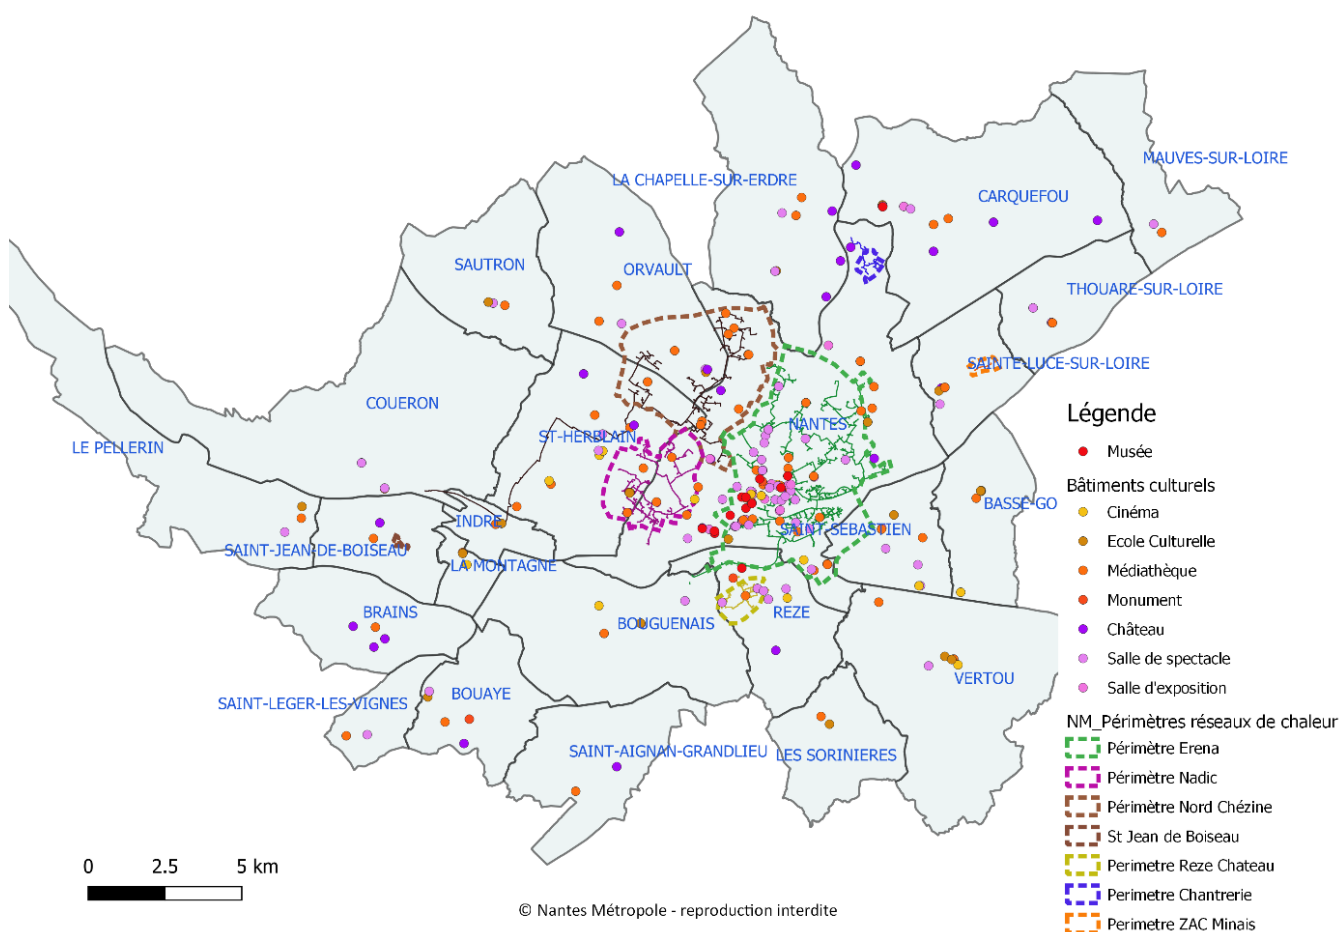 MAUVES-SUR-LOIRE
LA CHAPELLE-SUR-ERDRE
CARQUEFOU
SAUTRON
ORVAULT
THOUARE-SUR-LOIRE
SAINTE-LUCE-SUR-LOIRE
COUERON
NANTES
ST-HERBLAIN
LE PELLERIN
BASSE-GO
INDRE
SAINT-SEBASTIEN
SAINT-JEAN-DE-BOISEAU
LA MONTAGNE
BRAINS
BOUGUENAIS
REZE
VERTOU
SAINT-LEGER-LES-VIGNES
BOUAYE
SAINT-AIGNAN-GRANDLIEU
LES SORINIERES
Légende
Musée
Bâtiments culturels
Cinéma
Ecole Culturelle
Médiathèque
Monument
Château
Salle de spectacle
Salle d'exposition
NM_Périmètres réseaux de chaleur
Périmètre Erena
Périmètre Nadic
Périmètre Nord Chézine
St Jean de Boiseau
Perimetre Reze Chateau
Perimetre Chantrerie
Perimetre ZAC Minais
0 2.5 5 km
© Nantes Métropole - reproduction interdite